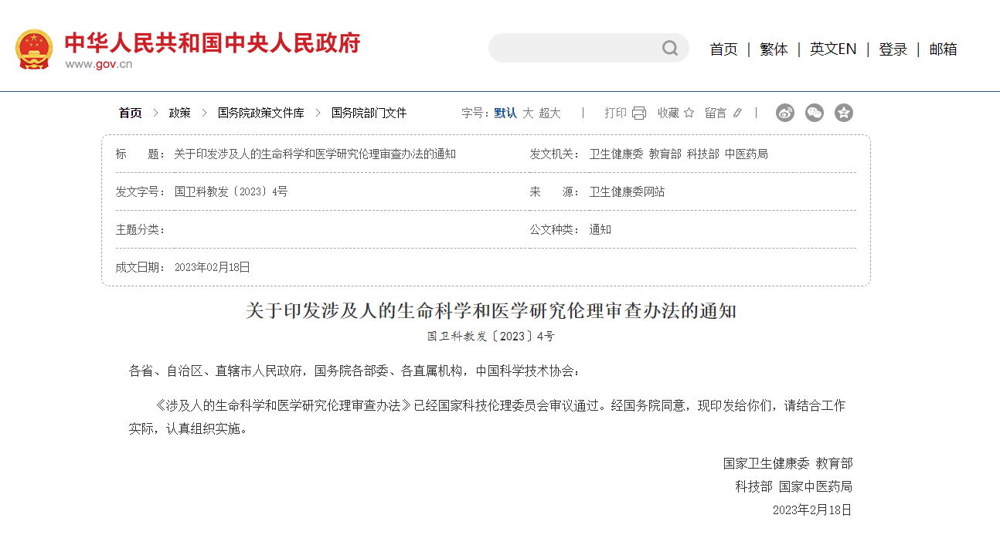 中华人民共和国中央人民政府
www.gov.cn
首页 | 繁体 | 英文EN | 登录 | 邮箱
首页 > 政策 > 国务院政策文件库 > 国务院部门文件
字号：默认 大 超大 | 打印 收藏 留言 |
标 题：关于印发涉及人的生命科学和医学研究伦理审查办法的通知
发文机关：卫生健康委 教育部 科技部 中医药局
发文字号：国卫科教发〔2023〕4号
来 源：卫生健康委网站
主题分类：
公文种类：通知
成文日期：2023年02月18日
关于印发涉及人的生命科学和医学研究伦理审查办法的通知
国卫科教发〔2023〕4号
各省、自治区、直辖市人民政府，国务院各部委、各直属机构，中国科学技术协会：
《涉及人的生命科学和医学研究伦理审查办法》已经国家科技伦理委员会审议通过。经国务院同意，现印发给你们，请结合工作
实际，认真组织实施。
国家卫生健康委 教育部
科技部 国家中医药局
2023年2月18日